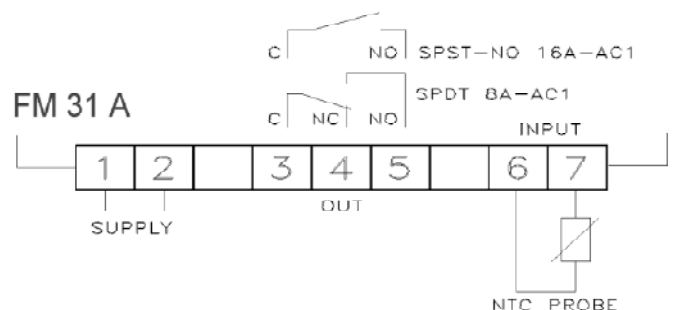 C NO SPST-NO 16A-AC1
SPDT 8A-AC1
FM 31 A
C NC NO
INPUT
1 2 3 4 5 6 7
OUT
SUPPLY
NTC PROBE